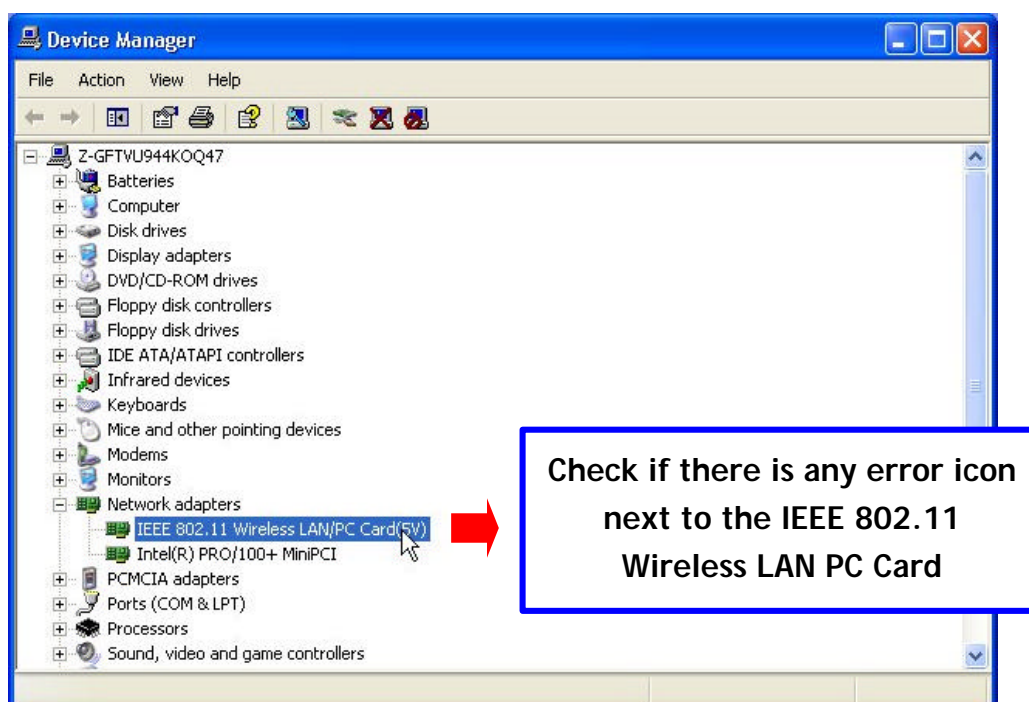 Device Manager
File Action View Help
Z-GFTVU944KOQ47
Batteries
Computer
Disk drives
Display adapters
DVD/CD-ROM drives
Floppy disk controllers
Floppy disk drives
IDE ATA/ATAPI controllers
Infrared devices
Keyboards
Mice and other pointing devices
Modems
Monitors
Network adapters
IEEE 802.11 Wireless LAN/PC Card(5V)
Intel(R) PRO/100+ MiniPCI
PCMCIA adapters
Ports (COM & LPT)
Processors
Sound, video and game controllers
Check if there is any error icon
next to the IEEE 802.11
Wireless LAN PC Card